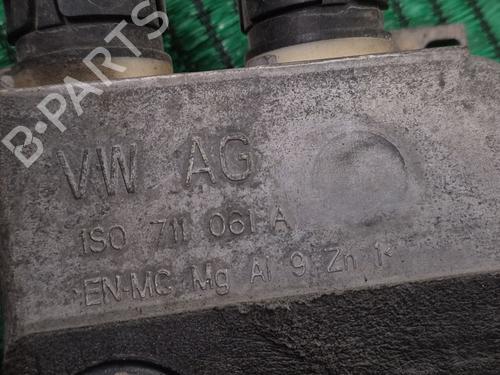 B-PARTS
VW AG
1S0 711 061 A
EN-MC Mg Al 9 Zn 1<